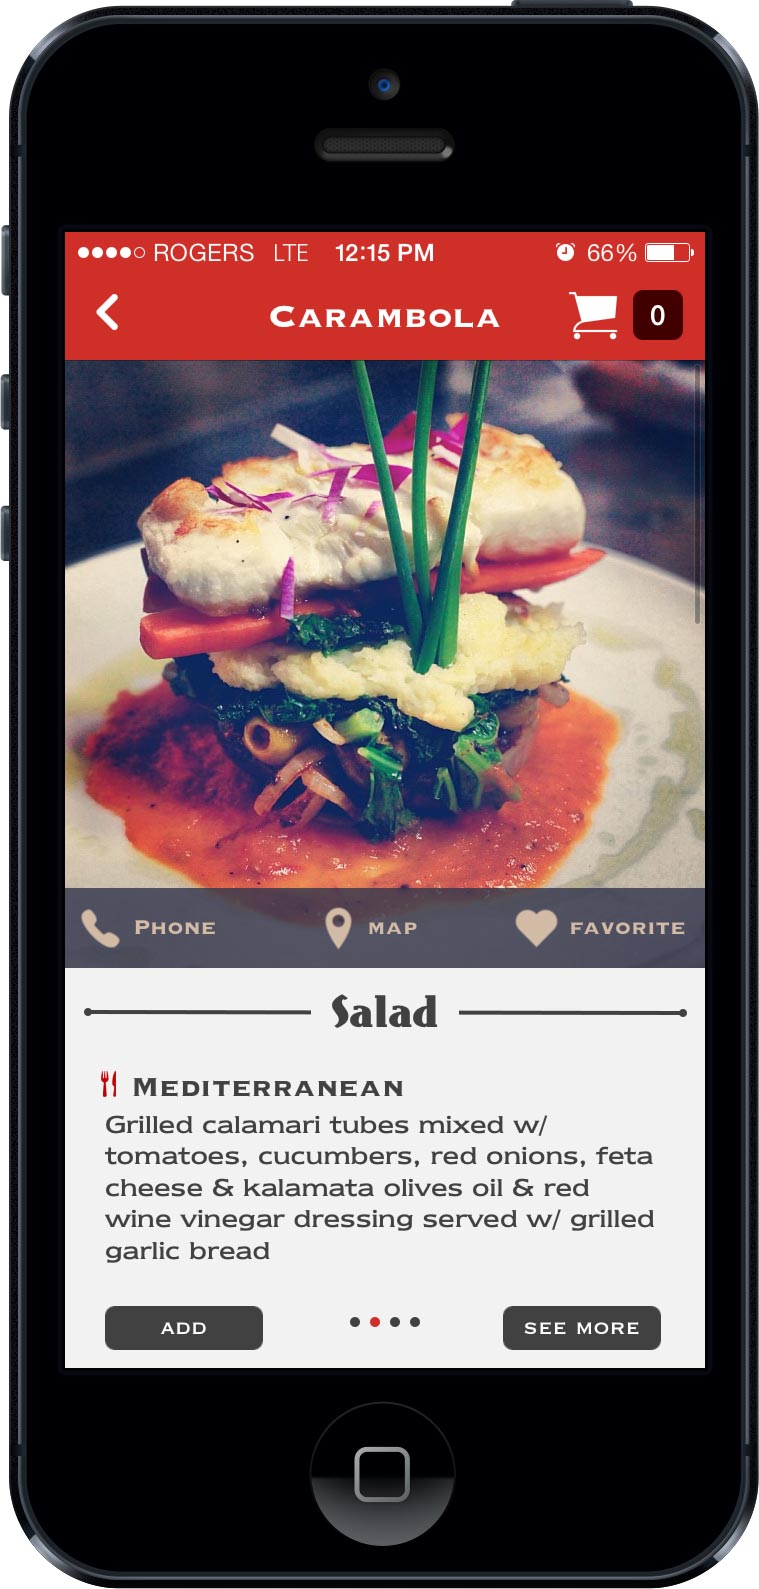 ROGERS LTE 12:15 PM 66%
CARAMBOLA 0
PHONE MAP FAVORITE
Salad
MEDITERRANEAN
Grilled calamari tubes mixed w/
tomatoes, cucumbers, red onions, feta
cheese & kalamata olives oil & red
wine vinegar dressing served w/ grilled
garlic bread
ADD SEE MORE